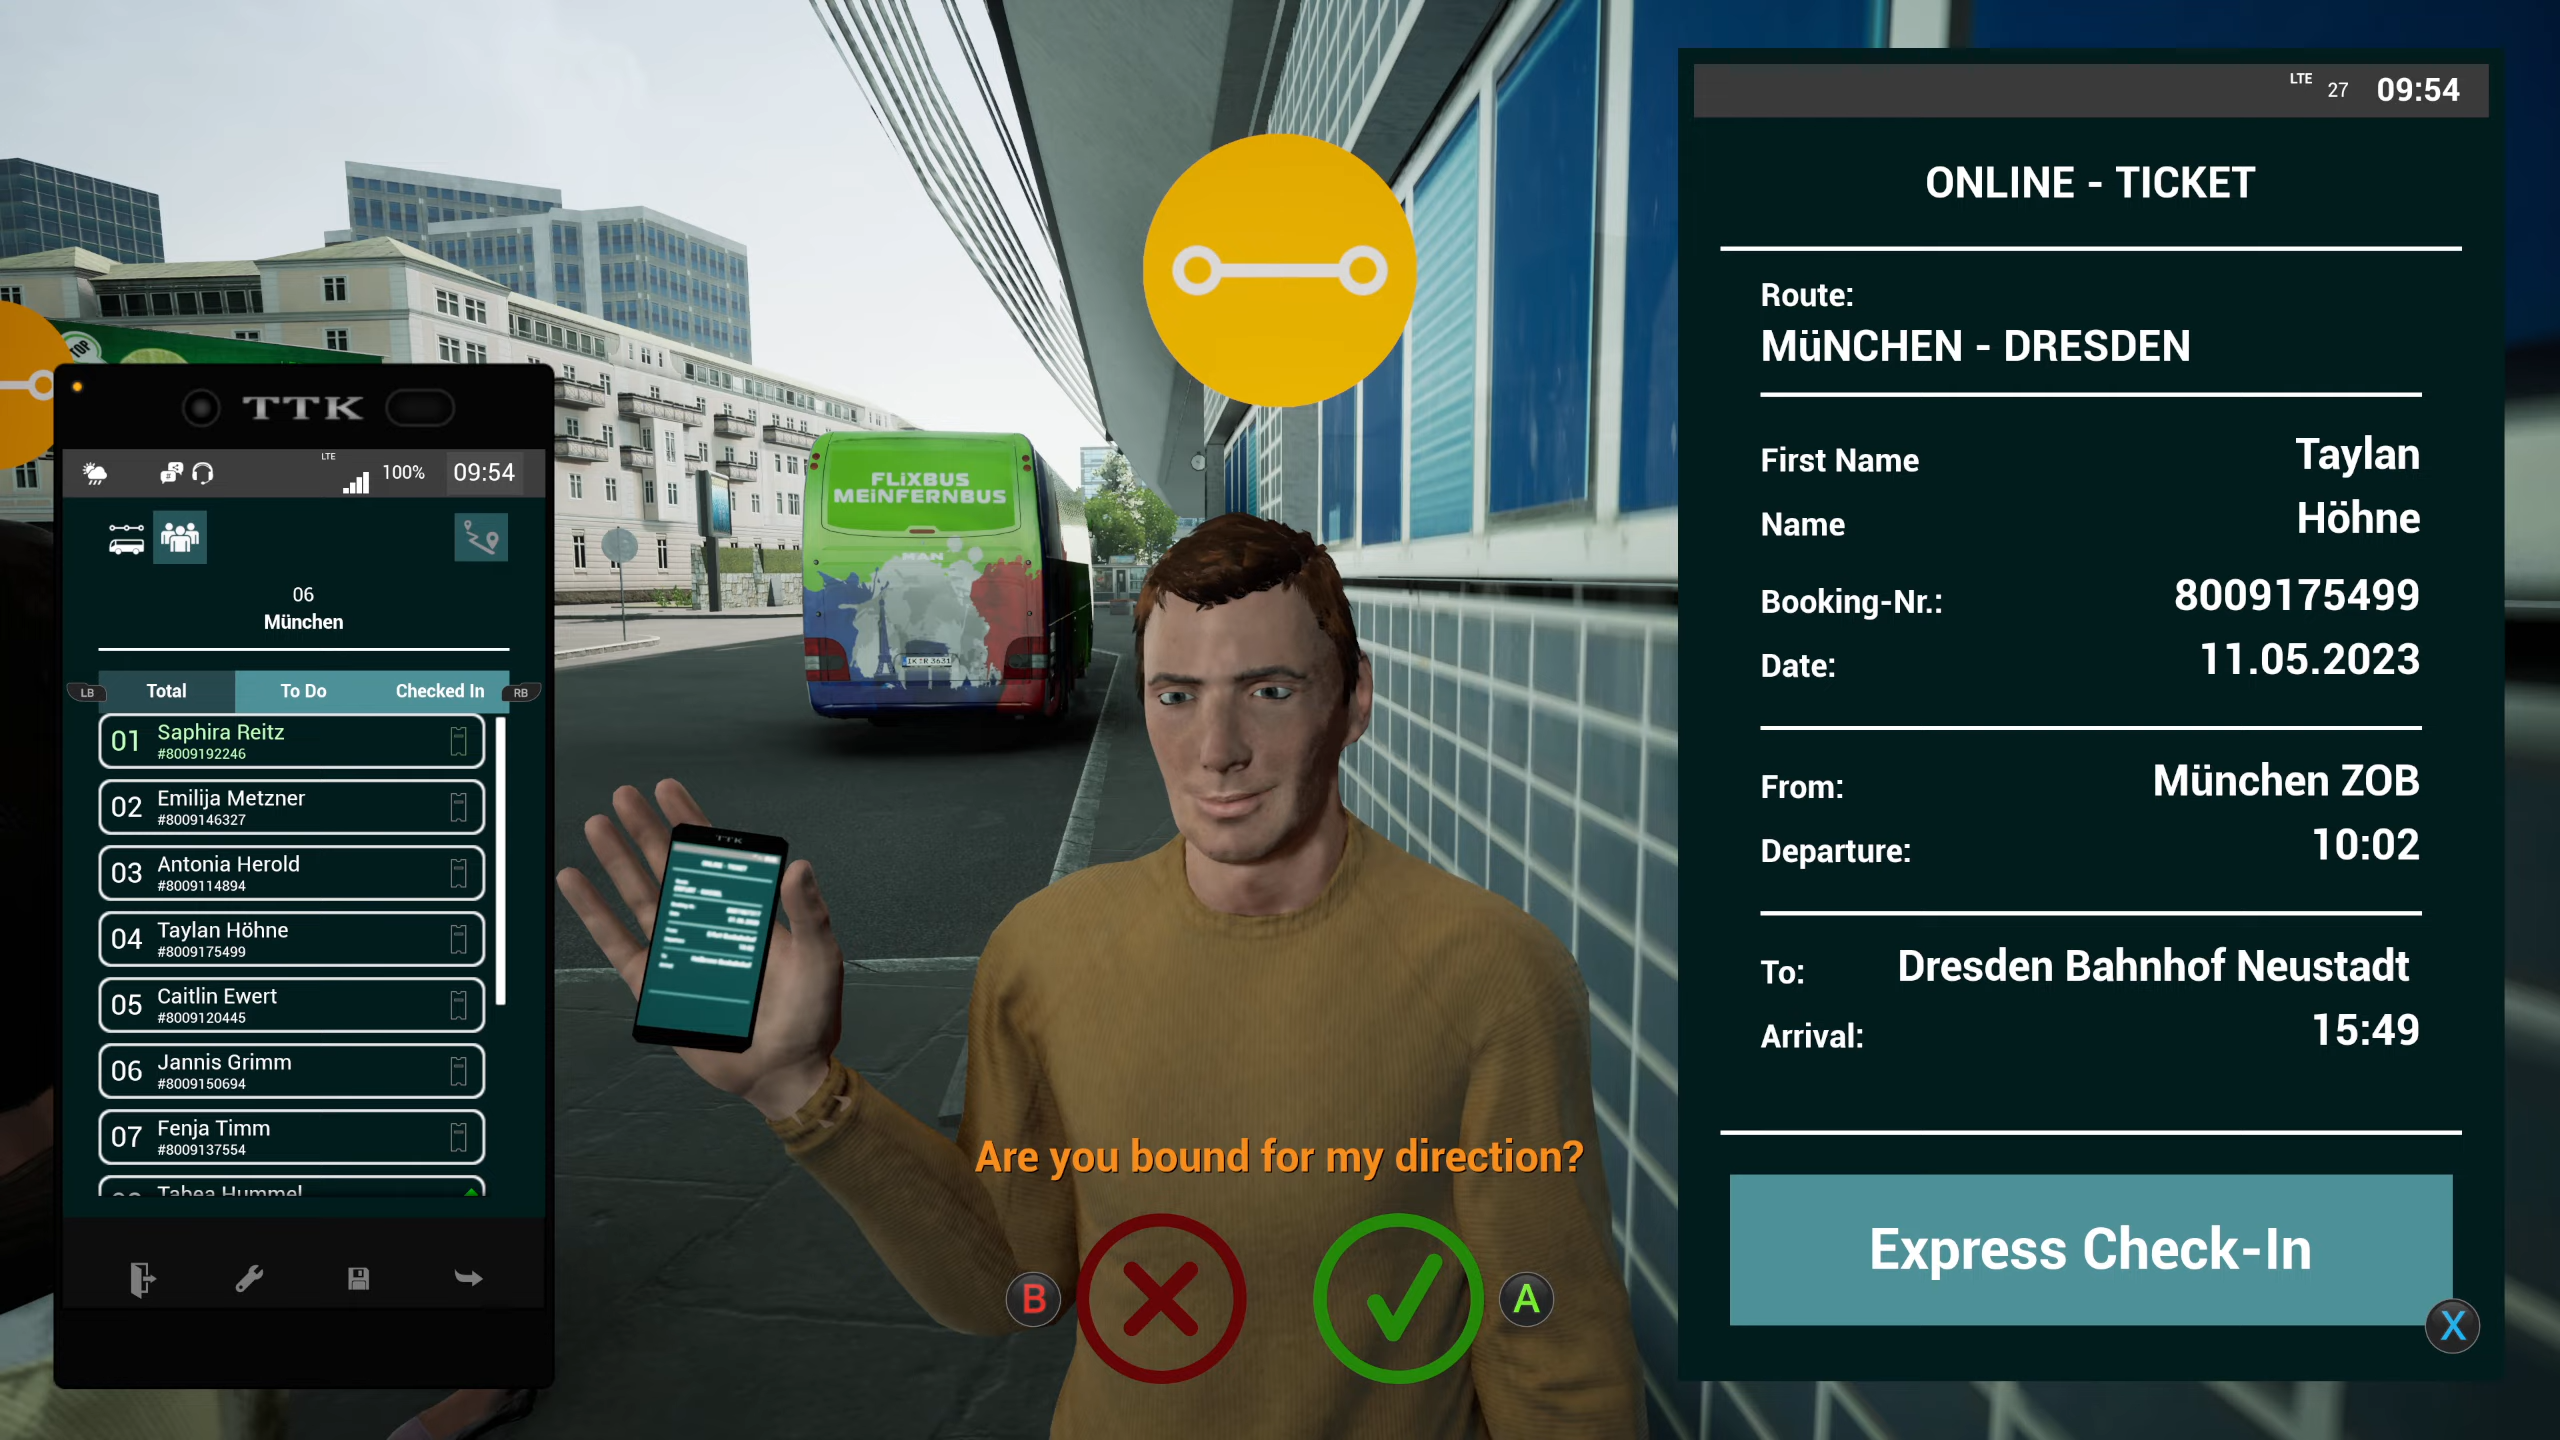 TOP
TTK
LTE
100%
09:54
06
München
LB
Total
To Do
Checked In
RB
01
Saphira Reitz
#8009192246
02
Emilija Metzner
#8009146327
03
Antonia Herold
#8009114894
04
Taylan Höhne
#8009175499
05
Caitlin Ewert
#8009120445
06
Jannis Grimm
#8009150694
07
Fenja Timm
#8009137554
Tabea Hummel
FLiXBUS
MEiNFERNBUS
MAN
TTK
ONLINE - TICKET
Are you bound for my direction?
B
A
LTE
27
09:54
ONLINE - TICKET
Route:
MüNCHEN - DRESDEN
First Name Taylan
Name Höhne
Booking-Nr.: 8009175499
Date: 11.05.2023
From: München ZOB
Departure: 10:02
To: Dresden Bahnhof Neustadt
Arrival: 15:49
Express Check-In
X